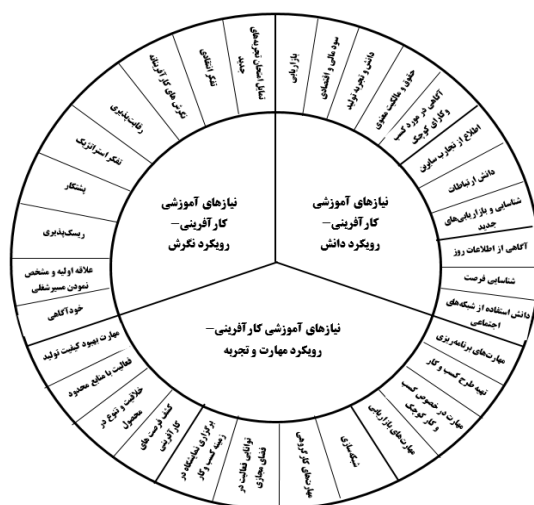 نیازهای آموزشی
کارآفرینی–
رویکرد دانش
بازاریابی
سود مالی و اقتصادی
دانش و تجربه تولید
حقوق و مالکیت معنوی
آگاهی در مورد کسب
وکارای کوچک
اطلاع از تجارب سایرین
دانش ارتباطات
شناسایی و بازاریابی‌های
جدید
آگاهی از اطلاعات روز
شناسایی فرصت
دانش استفاده از شبکه‌های
اجتماعی
نیازهای آموزشی کارآفرینی–
رویکرد مهارت و تجربه
مهارت‌های برنامه‌ریزی
تهیه طرح کسب و کار
مهارت در خصوص کسب
و کار کوچک
مهارت‌های بازاریابی
شبکه‌سازی
مهارت‌های کار گروهی
توانایی فعالیت در
فضای مجازی
برگزاری نمایشگاه در
زمینه کسب و کار
کشف فرصت های
کارآفرینی
خلاقیت و تنوع در
محصول
فعالیت با منابع محدود
مهارت بهبود کیفیت تولید
نیازهای آموزشی
کارآفرینی–
رویکرد نگرش
خودآگاهی
علاقه اولیه و مشخص
نمودن مسیرشغلی
ریسک‌پذیری
پشتکار
تفکر استراتژیک
رقابت‌پذیری
نگرش های کارآفرینانه
تفکر انتقادی
تمایل امتحان تجربه‌های
جدید